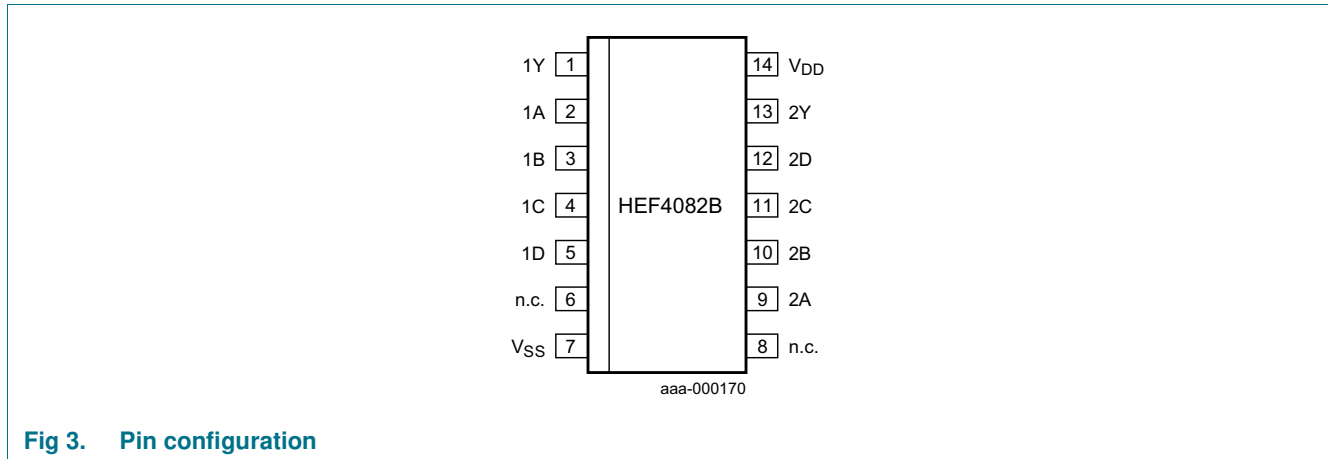 1Y 1 14 VDD
1A 2 13 2Y
1B 3 12 2D
1C 4 HEF4082B 11 2C
1D 5 10 2B
n.c. 6 9 2A
VSS 7 8 n.c.
aaa-000170
Fig 3. Pin configuration